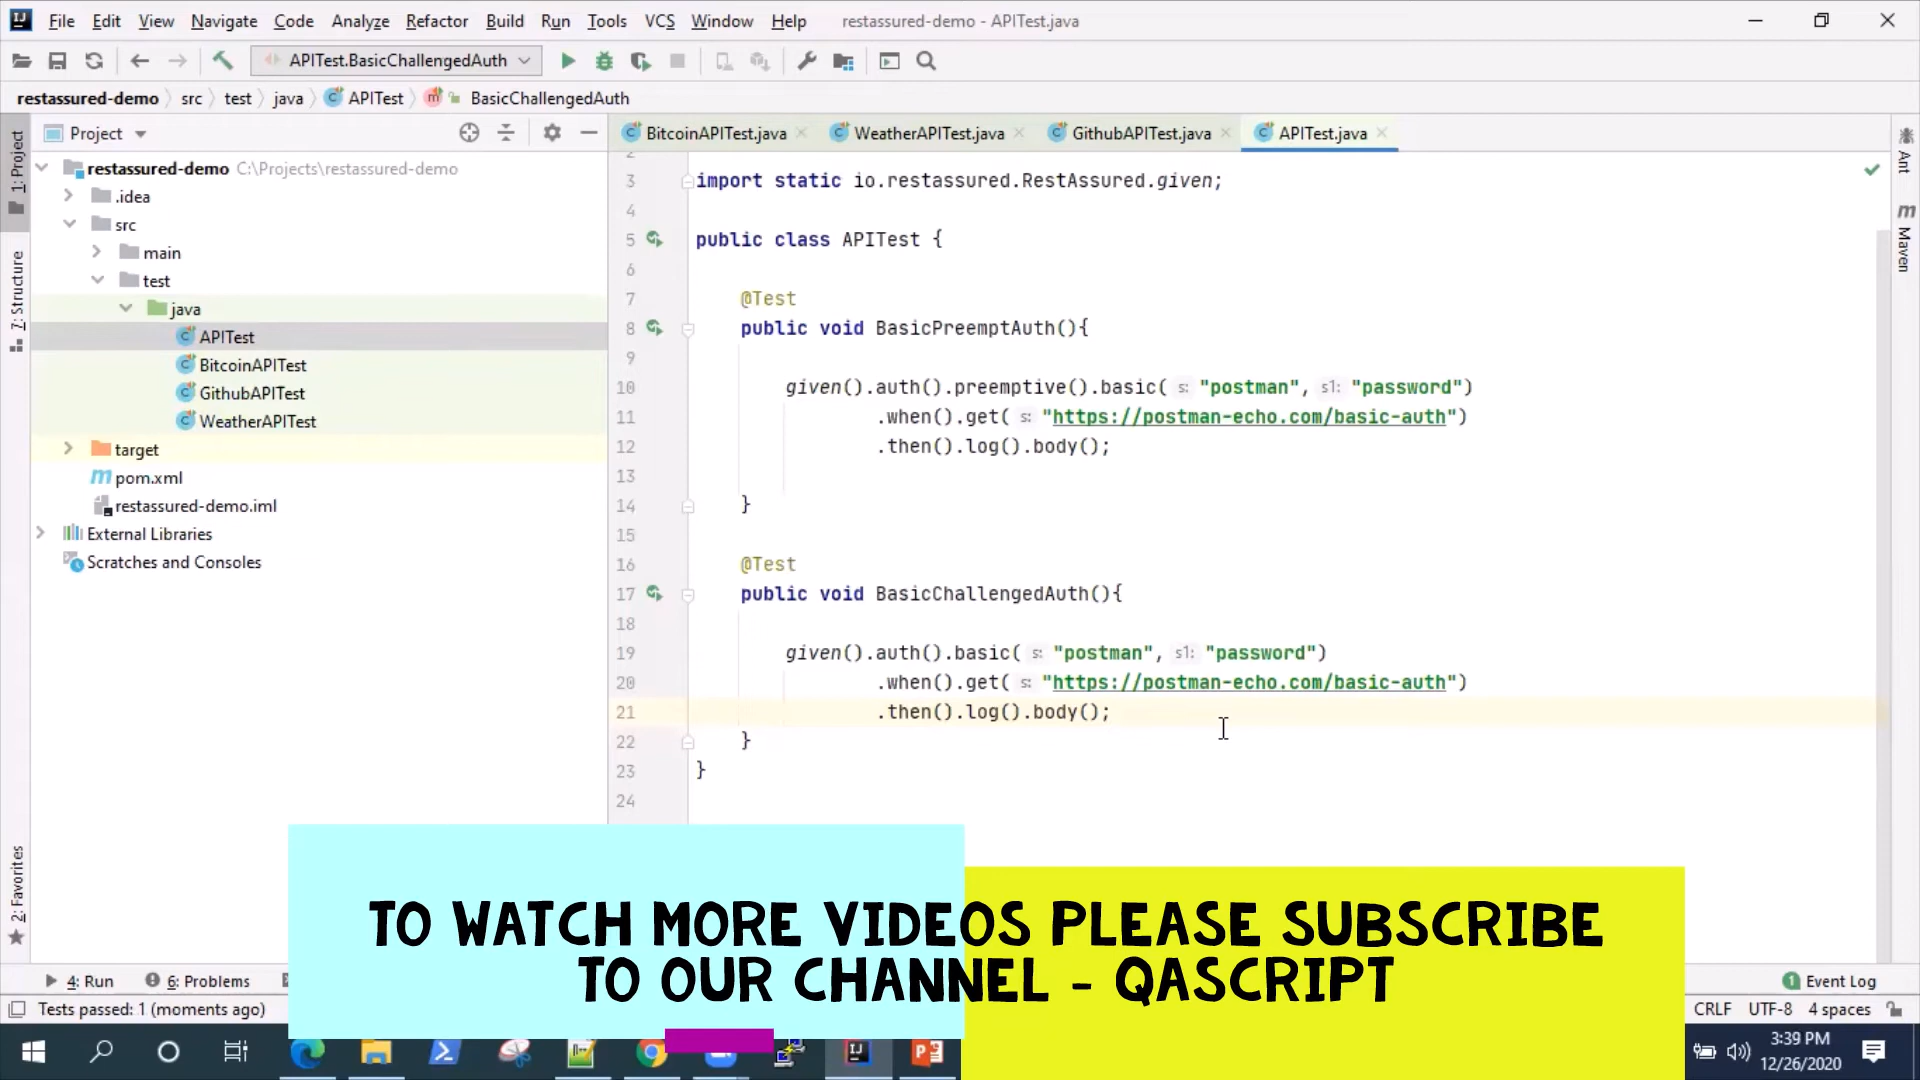 File Edit View Navigate Code Analyze Refactor Build Run Tools VCS Window Help restassured-demo - APITest.java
APITest.BasicChallengedAuth
restassured-demo src test java APITest m BasicChallengedAuth
1: Project
7: Structure
2: Favorites
Project
restassured-demo C:\Projects\restassured-demo
.idea
src
main
test
java
APITest
BitcoinAPITest
GithubAPITest
WeatherAPITest
target
pom.xml
restassured-demo.iml
External Libraries
Scratches and Consoles
BitcoinAPITest.java WeatherAPITest.java GithubAPITest.java APITest.java
2
3 import static io.restassured.RestAssured.given;
4
5 public class APITest {
6
7 @Test
8 public void BasicPreemptAuth(){
9
10 given().auth().preemptive().basic( s: "postman", s1: "password")
11 .when().get( s: "https://postman-echo.com/basic-auth")
12 .then().log().body();
13
14 }
15
16 @Test
17 public void BasicChallengedAuth(){
18
19 given().auth().basic( s: "postman", s1: "password")
20 .when().get( s: "https://postman-echo.com/basic-auth")
21 .then().log().body();
22 }
23 }
24
Ant
Maven
TO WATCH MORE VIDEOS PLEASE SUBSCRIBE
TO OUR CHANNEL - QASCRIPT
4: Run 6: Problems
1 Event Log
Tests passed: 1 (moments ago)
CRLF UTF-8 4 spaces
3:39 PM
12/26/2020